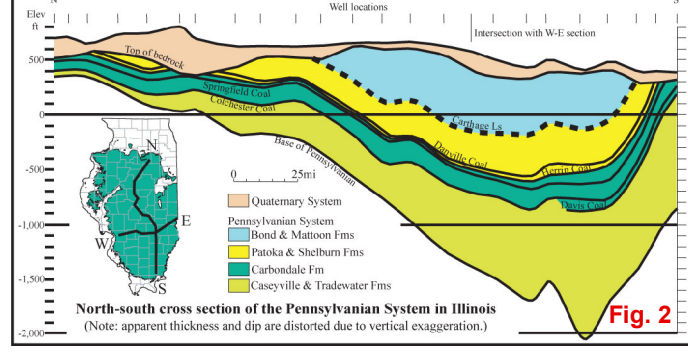 Well locations
N
S
Elev
ft
Intersection with W-E section
500
0
-500
-1,000
-1,500
-2,000
Top of bedrock
Springfield Coal
Colchester Coal
Base of Pennsylvanian
Carthage Ls
Danville Coal
Herrin Coal
Davis Coal
N
E
W
S
0 25mi
Quaternary System
Pennsylvanian System
Bond & Mattoon Fms
Patoka & Shelburn Fms
Carbondale Fm
Caseyville & Tradewater Fms
North-south cross section of the Pennsylvanian System in Illinois
(Note: apparent thickness and dip are distorted due to vertical exaggeration.)
Fig. 2